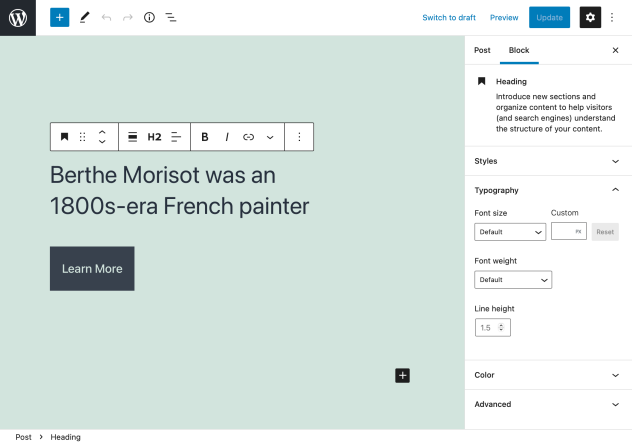 Switch to draft Preview Update
Post Block
Heading
Introduce new sections and
organize content to help visitors
(and search engines) understand
the structure of your content.
H2 B I
Berthe Morisot was an
1800s-era French painter
Learn More
Styles
Typography
Font size Custom
Default PX Reset
Font weight
Default
Line height
1.5
Color
Advanced
Post > Heading